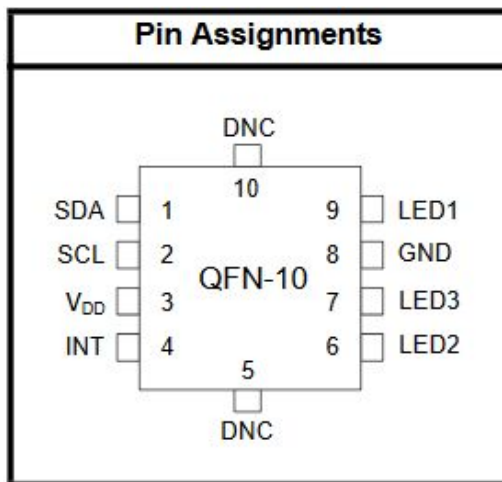 Pin Assignments
DNC
10
SDA 1 9 LED1
SCL 2 8 GND
QFN-10
VDD 3 7 LED3
INT 4 6 LED2
5
DNC